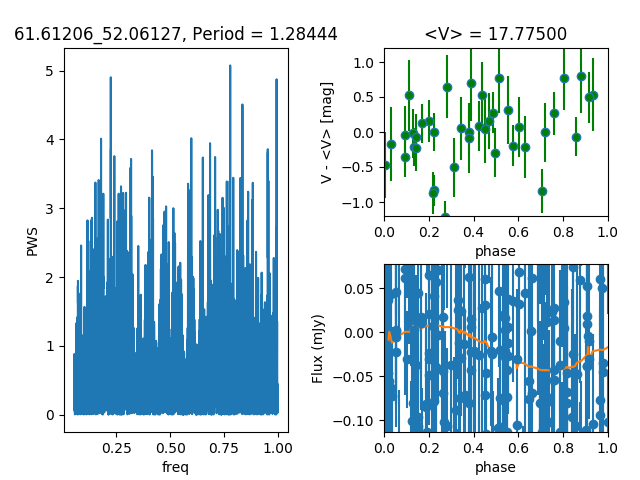 61.61206_52.06127, Period = 1.28444
PWS
5
4
3
2
1
0
0.25 0.50 0.75 1.00
freq
<V> = 17.77500
V - <V> [mag]
1.0
0.5
0.0
−0.5
−1.0
0.0 0.2 0.4 0.6 0.8 1.0
phase
Flux (mJy)
0.05
0.00
−0.05
−0.10
0.0 0.2 0.4 0.6 0.8 1.0
phase